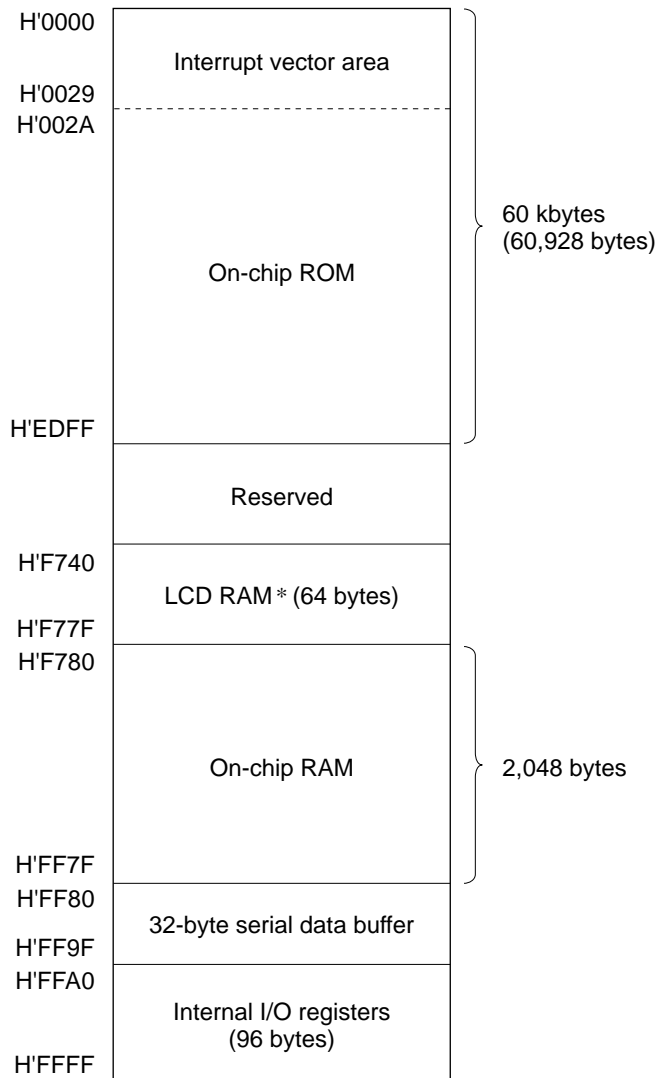 H'0000
Interrupt vector area
H'0029
H'002A
60 kbytes
(60,928 bytes)
On-chip ROM
H'EDFF
Reserved
H'F740
LCD RAM* (64 bytes)
H'F77F
H'F780
On-chip RAM
2,048 bytes
H'FF7F
H'FF80
32-byte serial data buffer
H'FF9F
H'FFA0
Internal I/O registers
(96 bytes)
H'FFFF